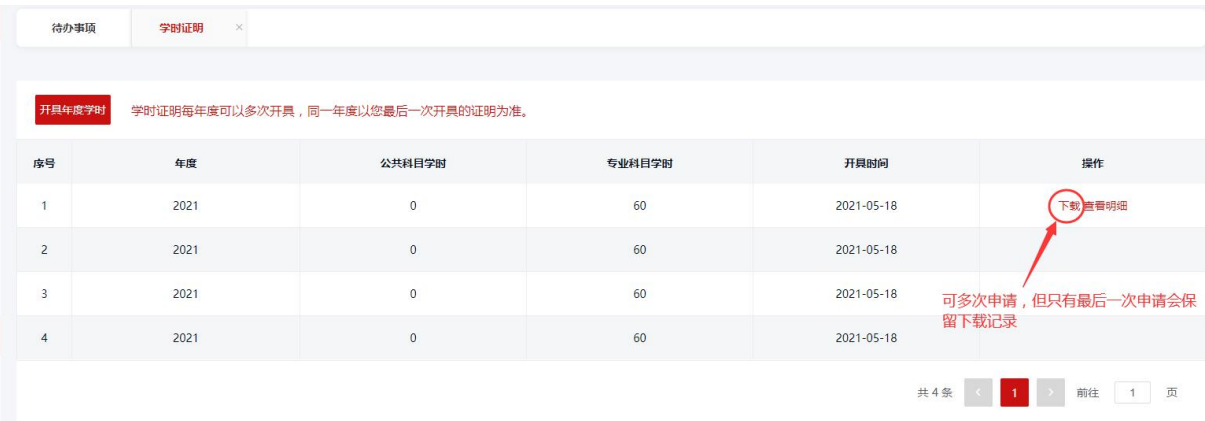 待办事项 学时证明 ×
开具年度学时 学时证明每年度可以多次开具，同一年度以您最后一次开具的证明为准。
序号 年度 公共科目学时 专业科目学时 开具时间 操作
1 2021 0 60 2021-05-18 下载 查看明细
2 2021 0 60 2021-05-18
3 2021 0 60 2021-05-18
可多次申请，但只有最后一次申请会保
留下载记录
4 2021 0 60 2021-05-18
共 4 条 < 1 > 前往 1 页